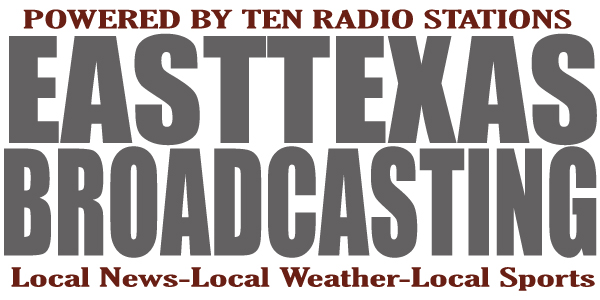 POWERED BY TEN RADIO STATIONS
EASTTEXAS
BROADCASTING
Local News-Local Weather-Local Sports